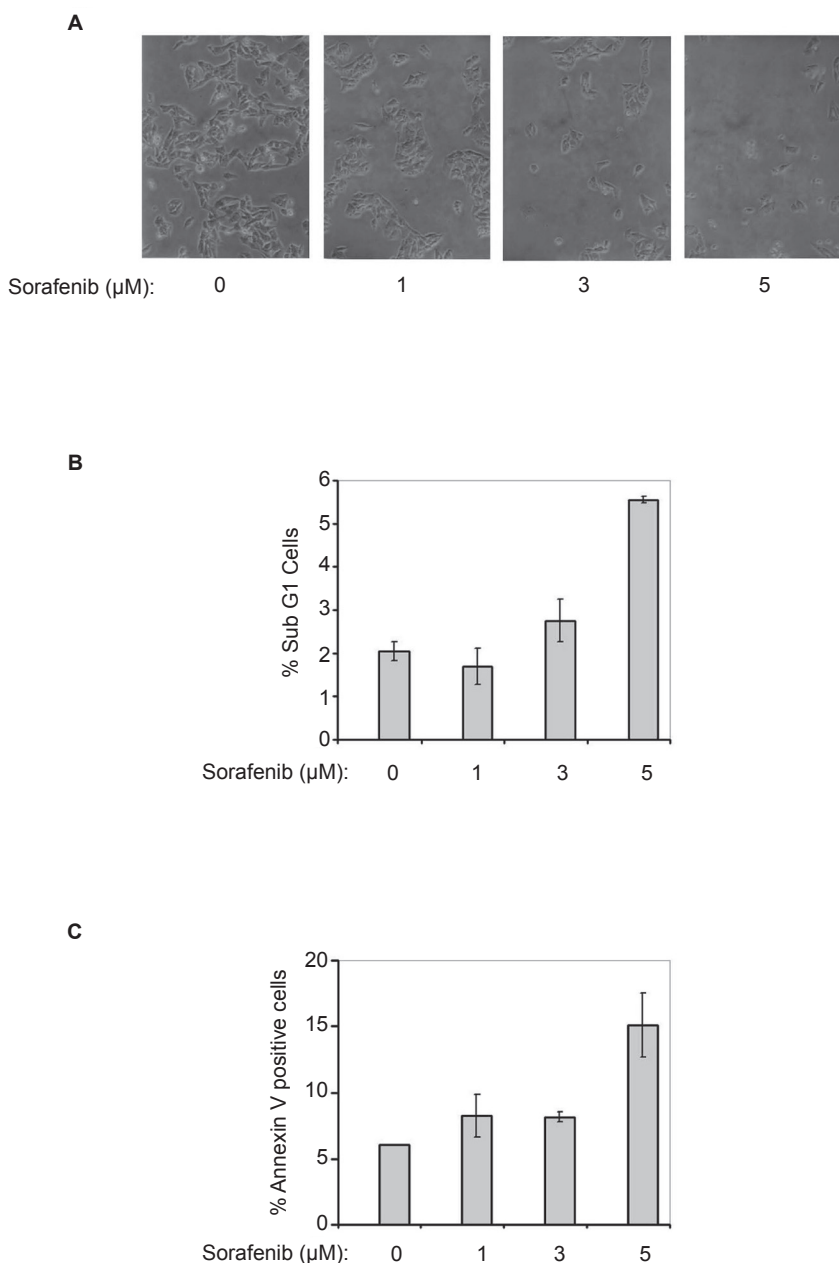 A
Sorafenib (µM): 0 1 3 5
B
% Sub G1 Cells
6
5
4
3
2
1
0
Sorafenib (µM): 0 1 3 5
C
% Annexin V positive cells
20
15
10
5
0
Sorafenib (µM): 0 1 3 5